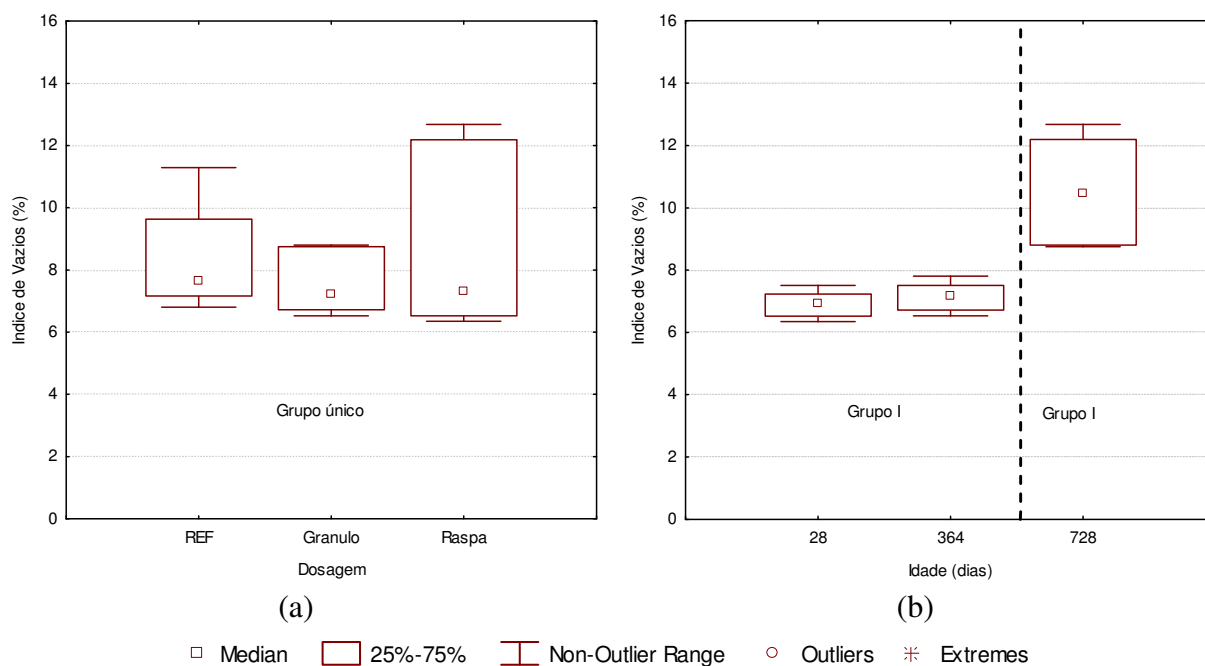 16
14
12
10
8
6
4
2
0
Indice de Vazios (%)
Grupo único
REF
Granulo
Raspa
Dosagem
(a)
16
14
12
10
8
6
4
2
0
Indice de Vazios (%)
Grupo I
Grupo I
28
364
728
Idade (dias)
(b)
Median 25%-75% Non-Outlier Range Outliers Extremes